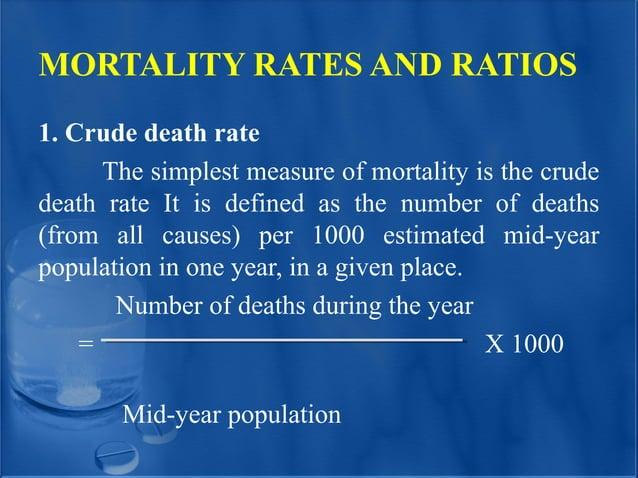 MORTALITY RATES AND RATIOS
1. Crude death rate
The simplest measure of mortality is the crude
death rate It is defined as the number of deaths
(from all causes) per 1000 estimated mid-year
population in one year, in a given place.
Number of deaths during the year
= X 1000
Mid-year population